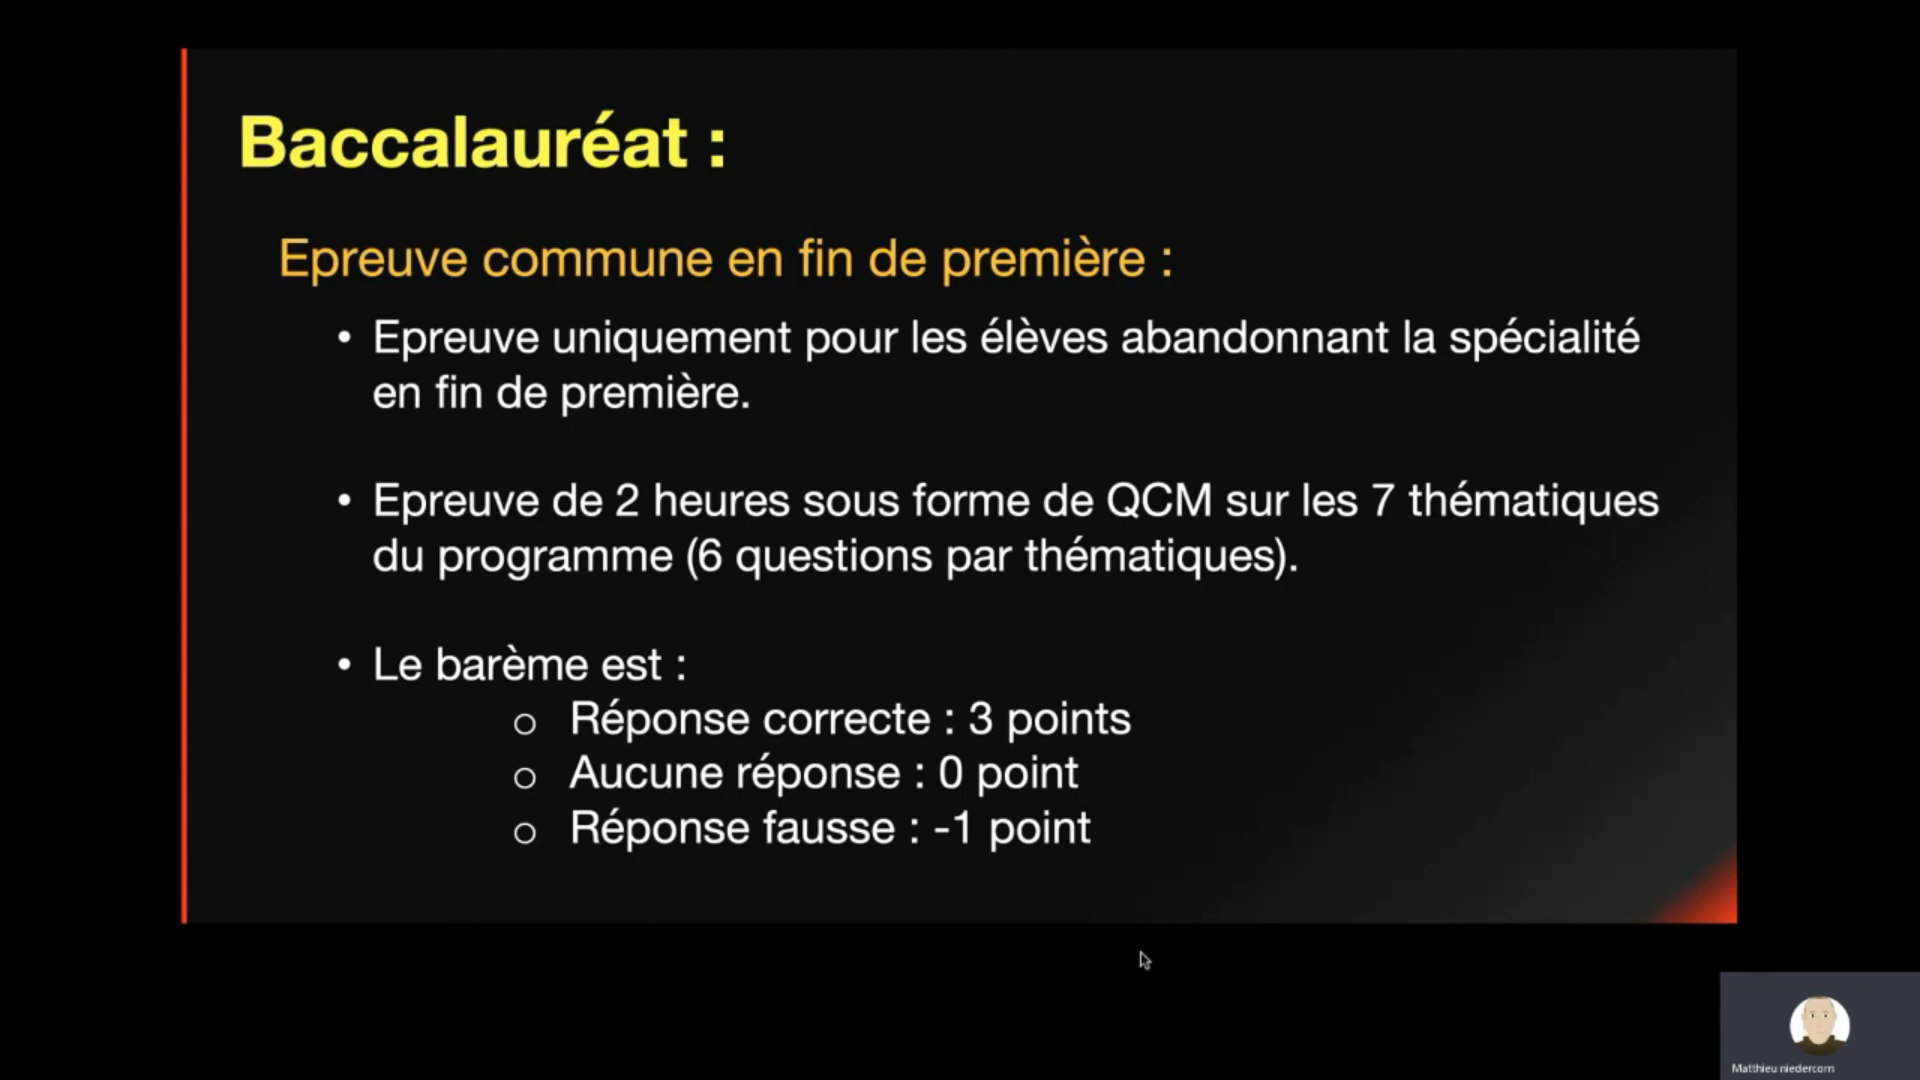 Baccalauréat :
Epreuve commune en fin de première :
• Epreuve uniquement pour les élèves abandonnant la spécialité
en fin de première.
• Epreuve de 2 heures sous forme de QCM sur les 7 thématiques
du programme (6 questions par thématiques).
• Le barème est :
o Réponse correcte : 3 points
o Aucune réponse : 0 point
o Réponse fausse : -1 point
Matthieu niedercorn